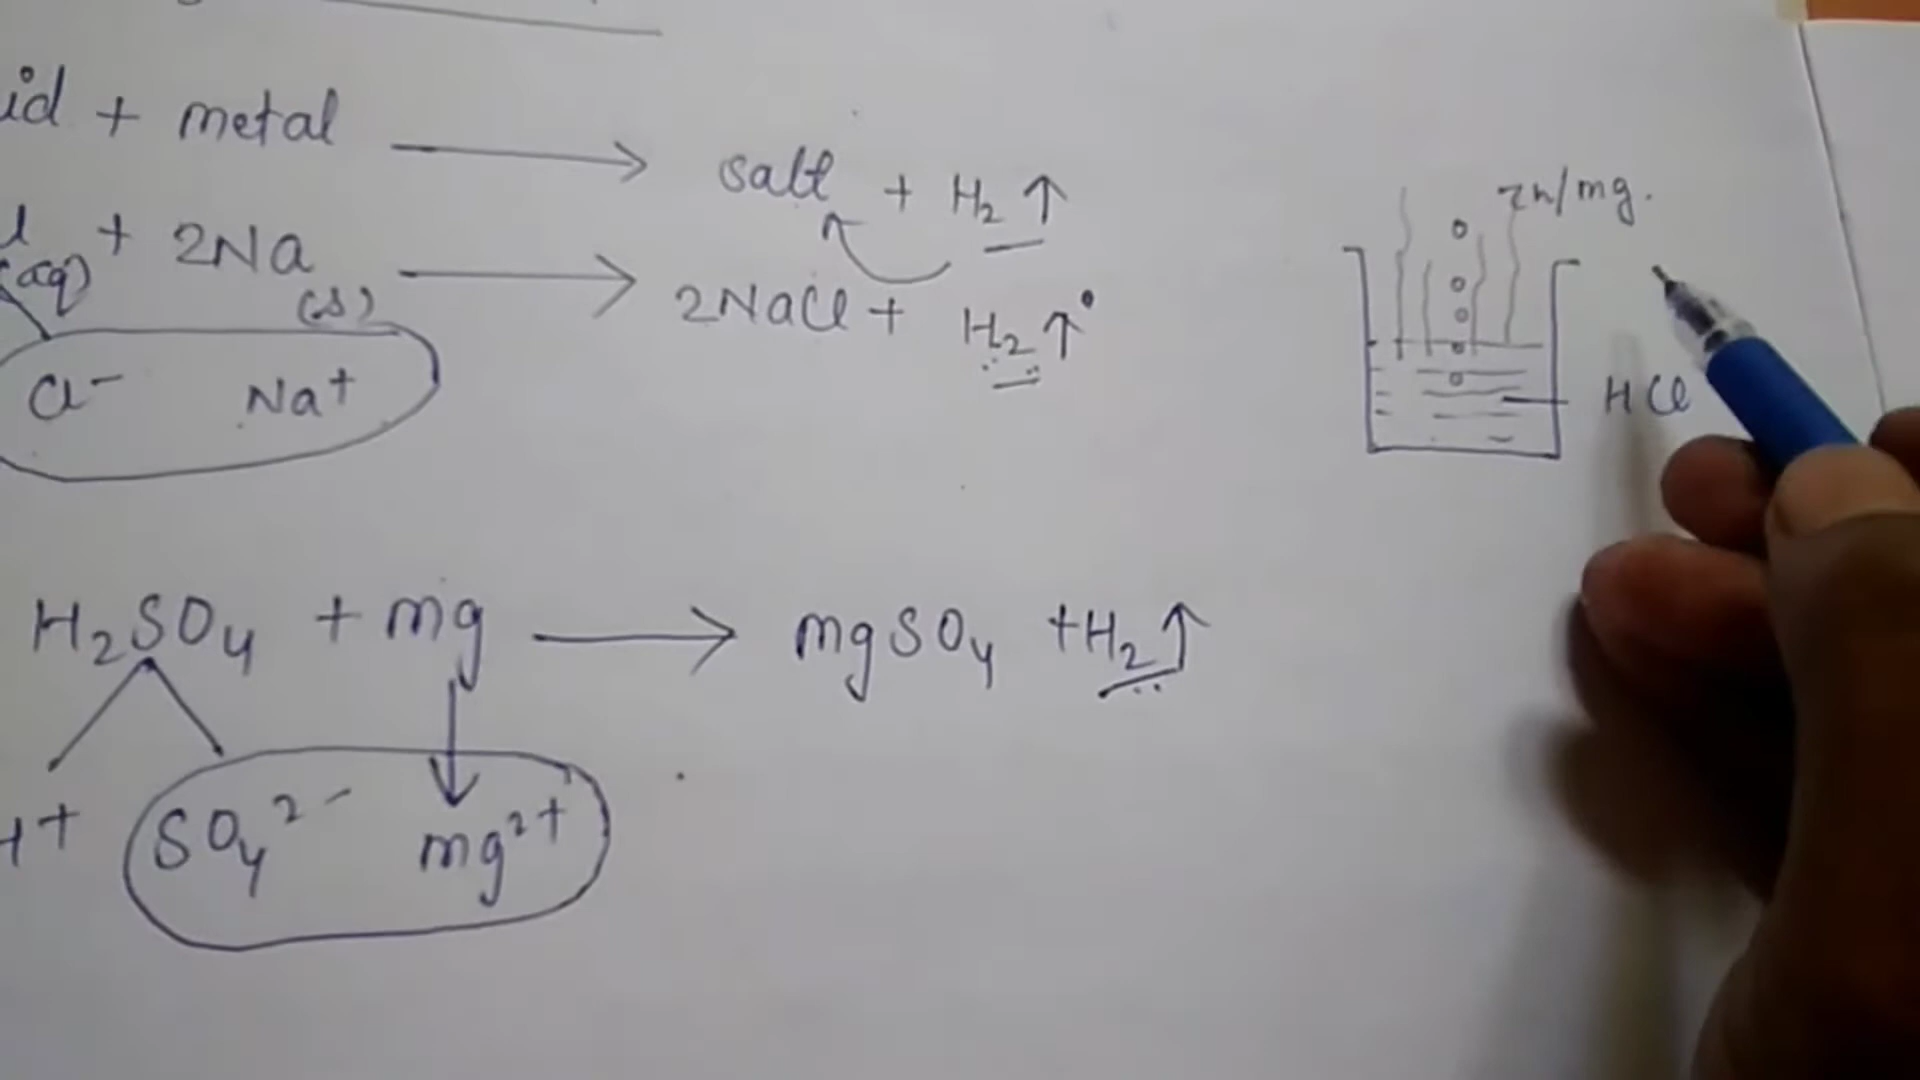 id + metal ⟶ salt + H₂ ↑
l (aq) + 2Na (s) ⟶ 2NaCl + H₂ ↑
Cl⁻ Na⁺
zn/mg.
HCl
H₂SO₄ + mg ⟶ mgSO₄ + H₂ ↑
H⁺ SO₄²⁻ mg²⁺